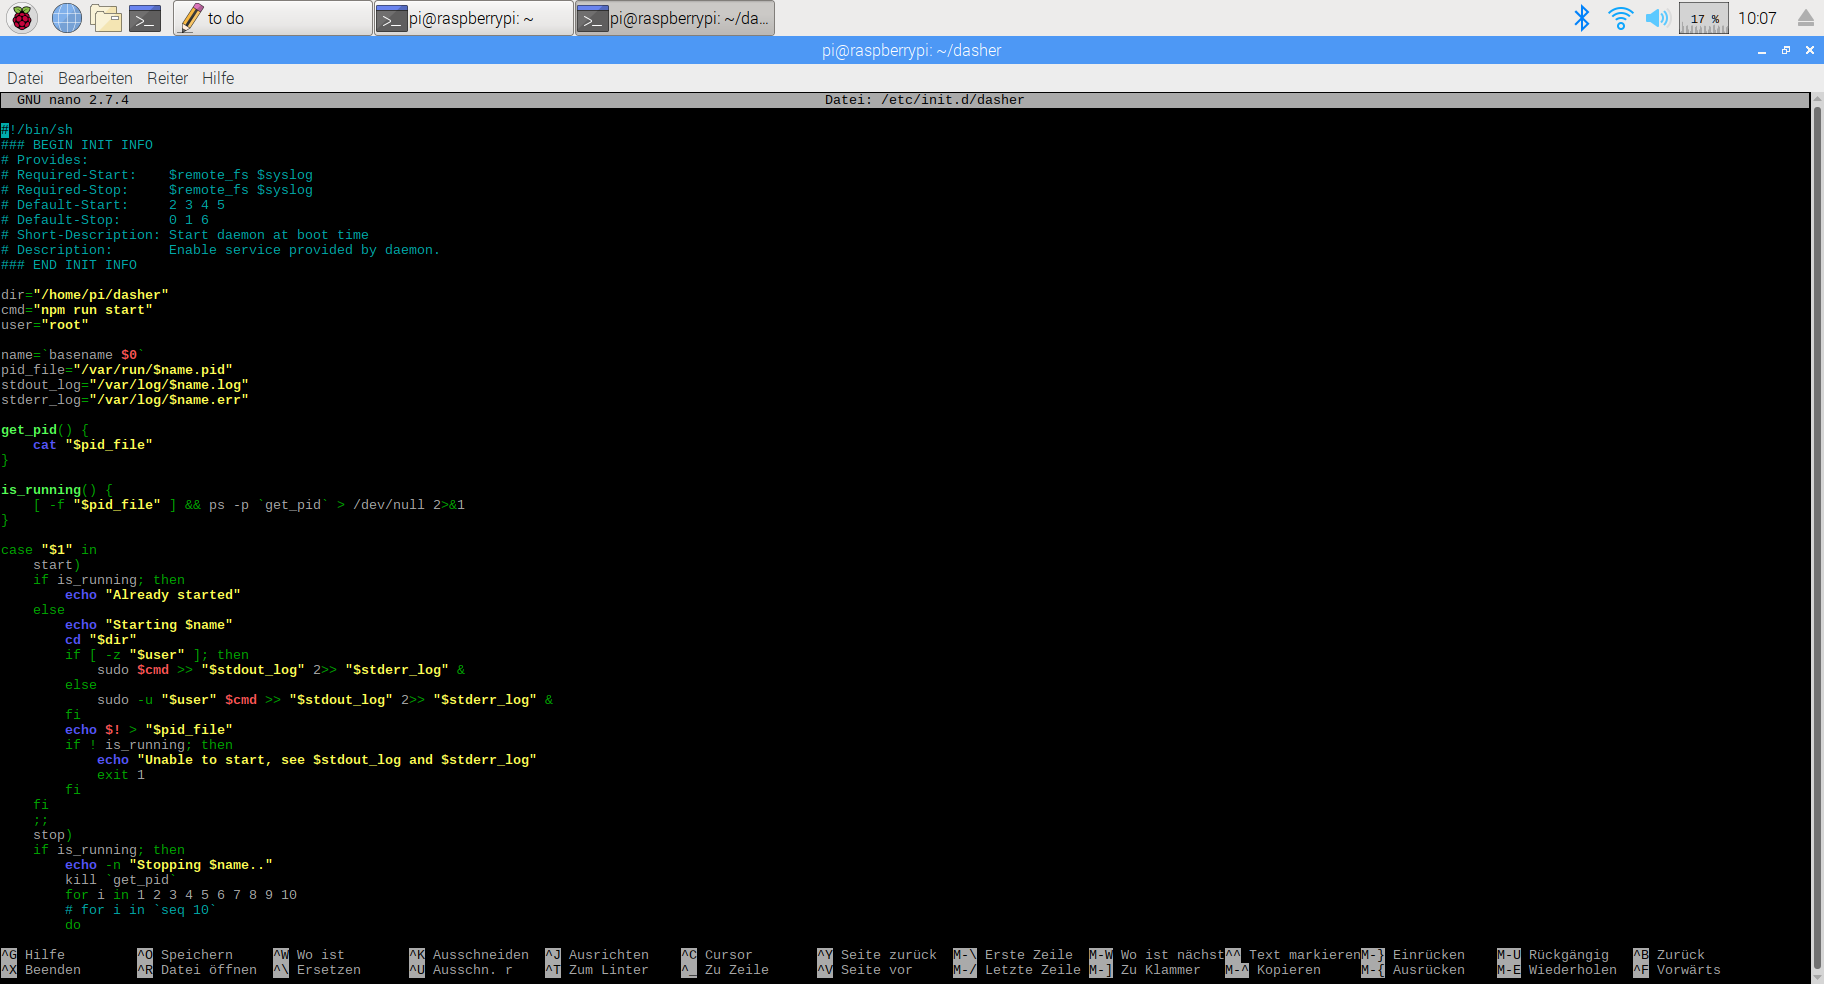 to do
pi@raspberrypi: ~
pi@raspberrypi: ~/da...
17 %
10:07
pi@raspberrypi: ~/dasher
Datei Bearbeiten Reiter Hilfe
GNU nano 2.7.4 Datei: /etc/init.d/dasher
#!/bin/sh
### BEGIN INIT INFO
# Provides:
# Required-Start:    $remote_fs $syslog
# Required-Stop:     $remote_fs $syslog
# Default-Start:     2 3 4 5
# Default-Stop:      0 1 6
# Short-Description: Start daemon at boot time
# Description:       Enable service provided by daemon.
### END INIT INFO
dir="/home/pi/dasher"
cmd="npm run start"
user="root"
name=`basename $0`
pid_file="/var/run/$name.pid"
stdout_log="/var/log/$name.log"
stderr_log="/var/log/$name.err"
get_pid() {
    cat "$pid_file"
}
is_running() {
    [ -f "$pid_file" ] && ps -p `get_pid` > /dev/null 2>&1
}
case "$1" in
    start)
    if is_running; then
        echo "Already started"
    else
        echo "Starting $name"
        cd "$dir"
        if [ -z "$user" ]; then
            sudo $cmd >> "$stdout_log" 2>> "$stderr_log" &
        else
            sudo -u "$user" $cmd >> "$stdout_log" 2>> "$stderr_log" &
        fi
        echo $! > "$pid_file"
        if ! is_running; then
            echo "Unable to start, see $stdout_log and $stderr_log"
            exit 1
        fi
    fi
    ;;
    stop)
    if is_running; then
        echo -n "Stopping $name.."
        kill `get_pid`
        for i in 1 2 3 4 5 6 7 8 9 10
        # for i in `seq 10`
        do
^G Hilfe ^O Speichern ^W Wo ist ^K Ausschneiden ^J Ausrichten ^C Cursor ^Y Seite zurück M-\ Erste Zeile M-W Wo ist nächst ^^ Text markieren M-} Einrücken M-U Rückgängig ^B Zurück
^X Beenden ^R Datei öffnen ^\ Ersetzen ^U Ausschn. r ^T Zum Linter ^_ Zu Zeile ^V Seite vor M-/ Letzte Zeile M-] Zu Klammer M-^ Kopieren M-{ Ausrücken M-E Wiederholen ^F Vorwärts